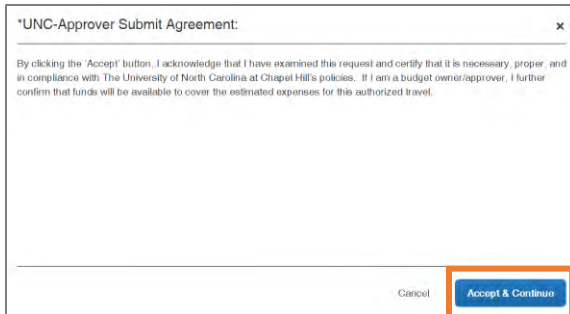 *UNC-Approver Submit Agreement:
x
By clicking the 'Accept' button, I acknowledge that I have examined this request and certify that it is necessary, proper, and
in compliance with The University of North Carolina at Chapel Hill's policies. If I am a budget owner/approver, I further
confirm that funds will be available to cover the estimated expenses for this authorized travel.
Cancel Accept & Continue